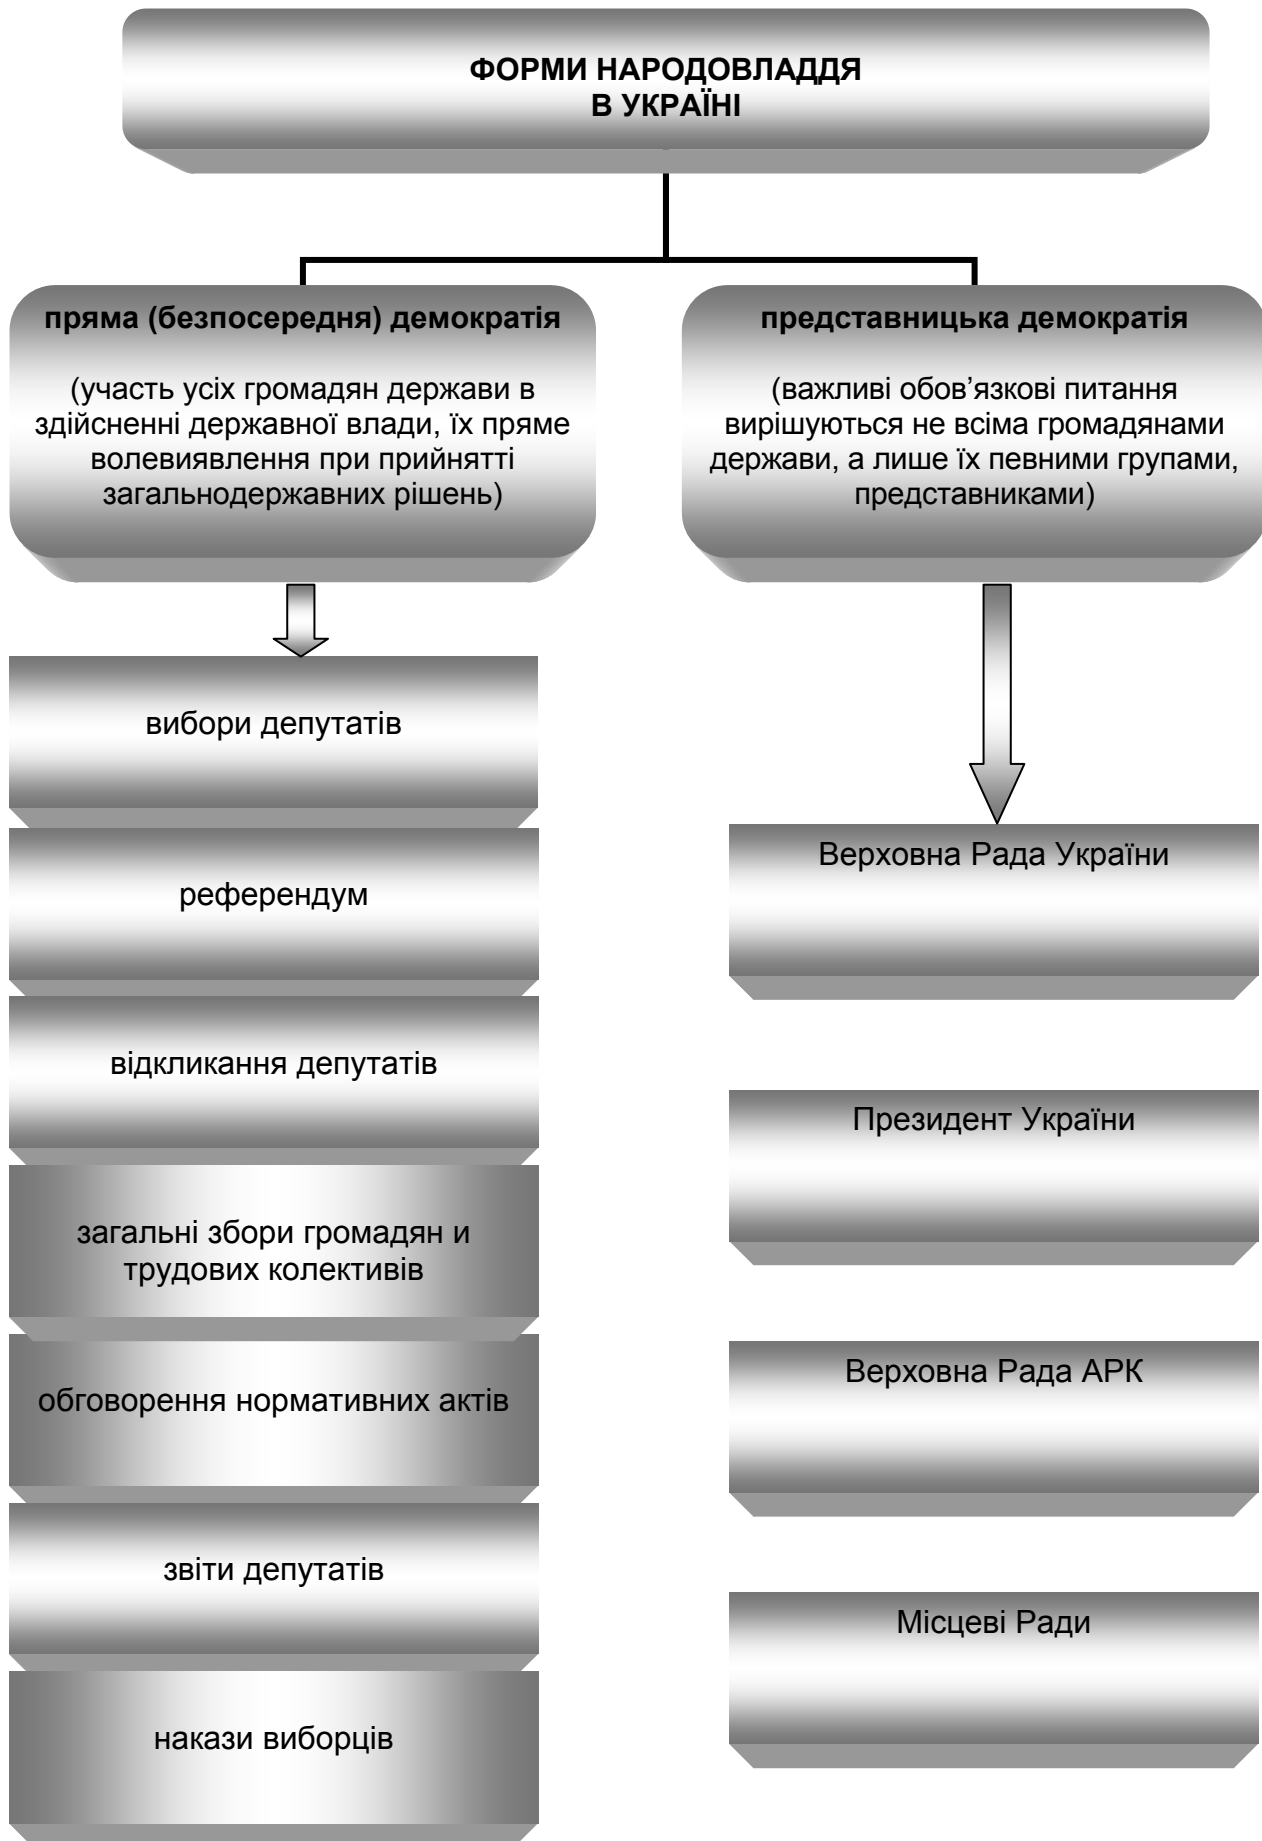 ФОРМИ НАРОДОВЛАДДЯ
В УКРАЇНІ
пряма (безпосередня) демократія
(участь усіх громадян держави в
здійсненні державної влади, їх пряме
волевиявлення при прийнятті
загальнодержавних рішень)
представницька демократія
(важливі обов’язкові питання
вирішуються не всіма громадянами
держави, а лише їх певними групами,
представниками)
вибори депутатів
референдум
відкликання депутатів
загальні збори громадян и
трудових колективів
обговорення нормативних актів
звіти депутатів
накази виборців
Верховна Рада України
Президент України
Верховна Рада АРК
Місцеві Ради